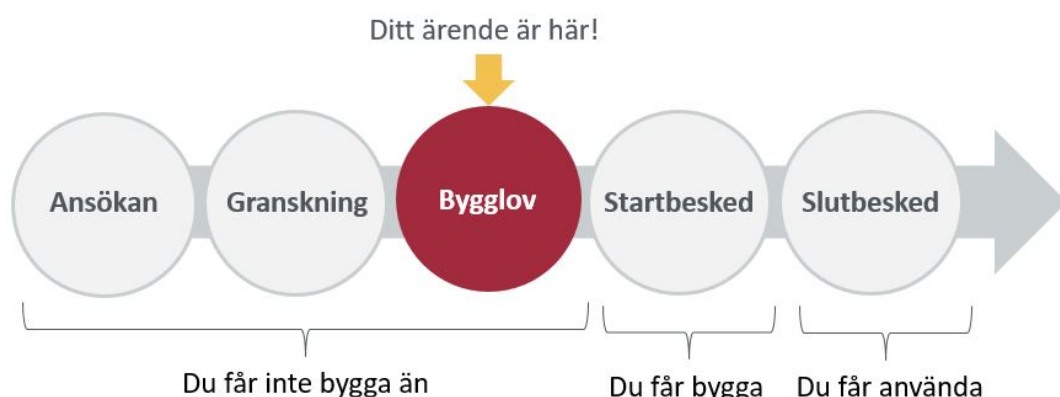 Ditt ärende är här!
Ansökan
Granskning
Bygglov
Startbesked
Slutbesked
Du får inte bygga än
Du får bygga
Du får använda